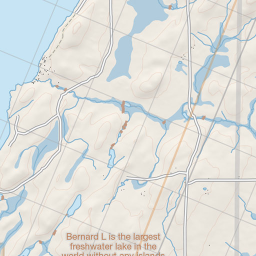 Bernard L is the largest
freshwater lake in the
world without any islands